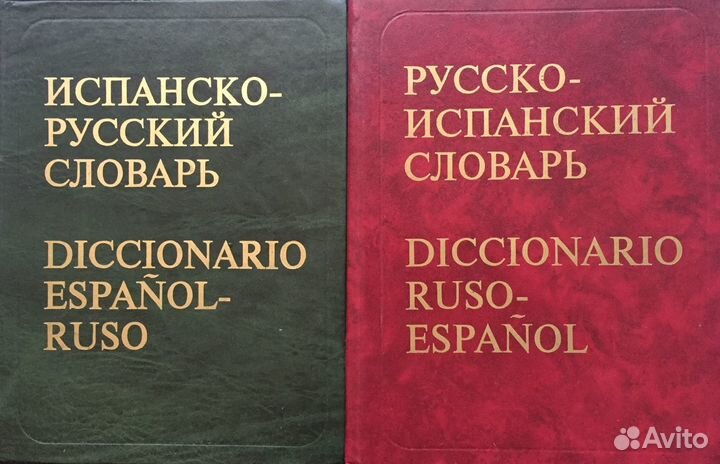 ИСПАНСКО-
РУССКИЙ
СЛОВАРЬ
DICCIONARIO
ESPAÑOL-
RUSO
РУССКО-
ИСПАНСКИЙ
СЛОВАРЬ
DICCIONARIO
RUSO-
ESPAÑOL
Avito